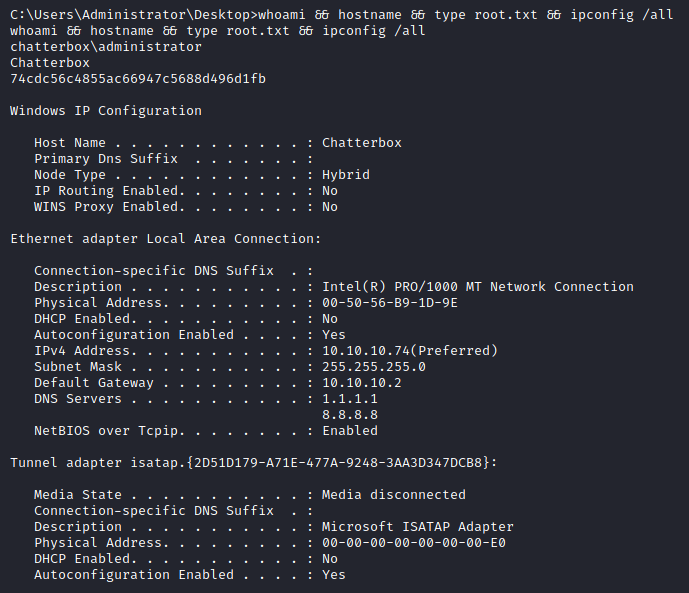 C:\Users\Administrator\Desktop>whoami && hostname && type root.txt && ipconfig /all
whoami && hostname && type root.txt && ipconfig /all
chatterbox\administrator
Chatterbox
74cdc56c4855ac66947c5688d496d1fb
Windows IP Configuration
Host Name . . . . . . . . . . . . : Chatterbox
Primary Dns Suffix  . . . . . . . :
Node Type . . . . . . . . . . . . : Hybrid
IP Routing Enabled. . . . . . . . : No
WINS Proxy Enabled. . . . . . . . : No
Ethernet adapter Local Area Connection:
Connection-specific DNS Suffix  . :
Description . . . . . . . . . . . : Intel(R) PRO/1000 MT Network Connection
Physical Address. . . . . . . . . : 00-50-56-B9-1D-9E
DHCP Enabled. . . . . . . . . . . : No
Autoconfiguration Enabled . . . . : Yes
IPv4 Address. . . . . . . . . . . : 10.10.10.74(Preferred)
Subnet Mask . . . . . . . . . . . : 255.255.255.0
Default Gateway . . . . . . . . . : 10.10.10.2
DNS Servers . . . . . . . . . . . : 1.1.1.1
8.8.8.8
NetBIOS over Tcpip. . . . . . . . : Enabled
Tunnel adapter isatap.{2D51D179-A71E-477A-9248-3AA3D347DCB8}:
Media State . . . . . . . . . . . : Media disconnected
Connection-specific DNS Suffix  . :
Description . . . . . . . . . . . : Microsoft ISATAP Adapter
Physical Address. . . . . . . . . : 00-00-00-00-00-00-00-E0
DHCP Enabled. . . . . . . . . . . : No
Autoconfiguration Enabled . . . . : Yes